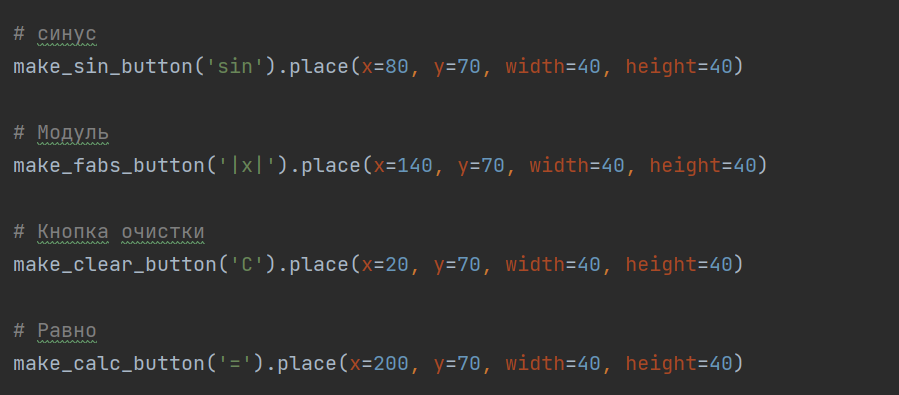 # синус
make_sin_button('sin').place(x=80, y=70, width=40, height=40)
# Модуль
make_fabs_button('|x|').place(x=140, y=70, width=40, height=40)
# Кнопка очистки
make_clear_button('C').place(x=20, y=70, width=40, height=40)
# Равно
make_calc_button('=').place(x=200, y=70, width=40, height=40)